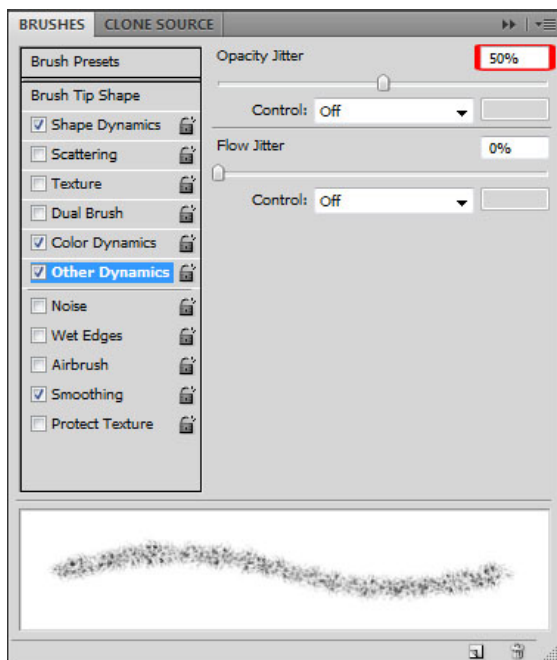 BRUSHES CLONE SOURCE
Brush Presets
Brush Tip Shape
Shape Dynamics
Scattering
Texture
Dual Brush
Color Dynamics
Other Dynamics
Noise
Wet Edges
Airbrush
Smoothing
Protect Texture
Opacity Jitter 50%
Control: Off
Flow Jitter 0%
Control: Off